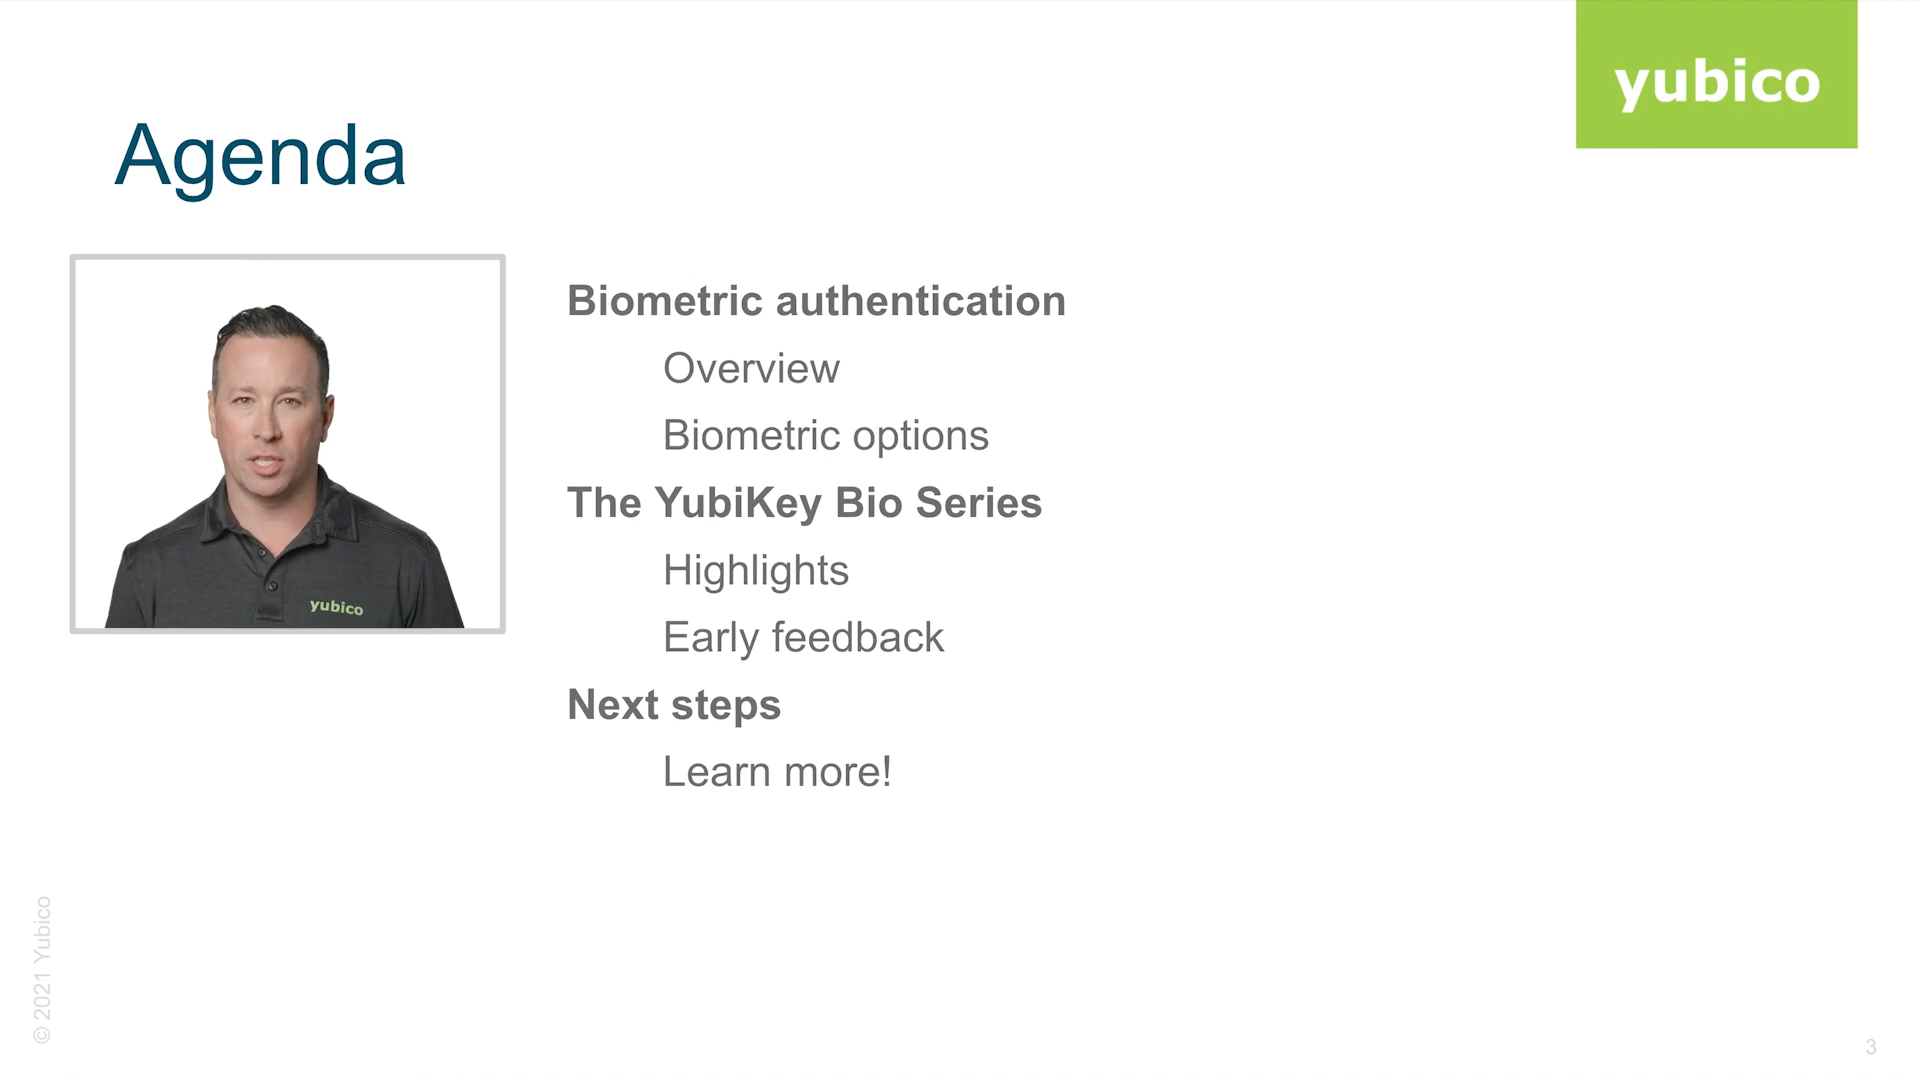 yubico
Agenda
Biometric authentication
Overview
Biometric options
The YubiKey Bio Series
Highlights
Early feedback
Next steps
Learn more!
yubico
© 2021 Yubico
3